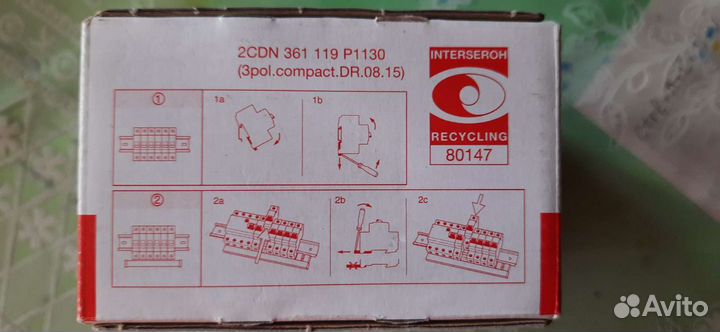 2CDN 361 119 P1130
(3pol.compact.DR.08.15)
INTERSEROH
RECYCLING
80147
1
1a
1b
2
2a
2b
2c
Avito